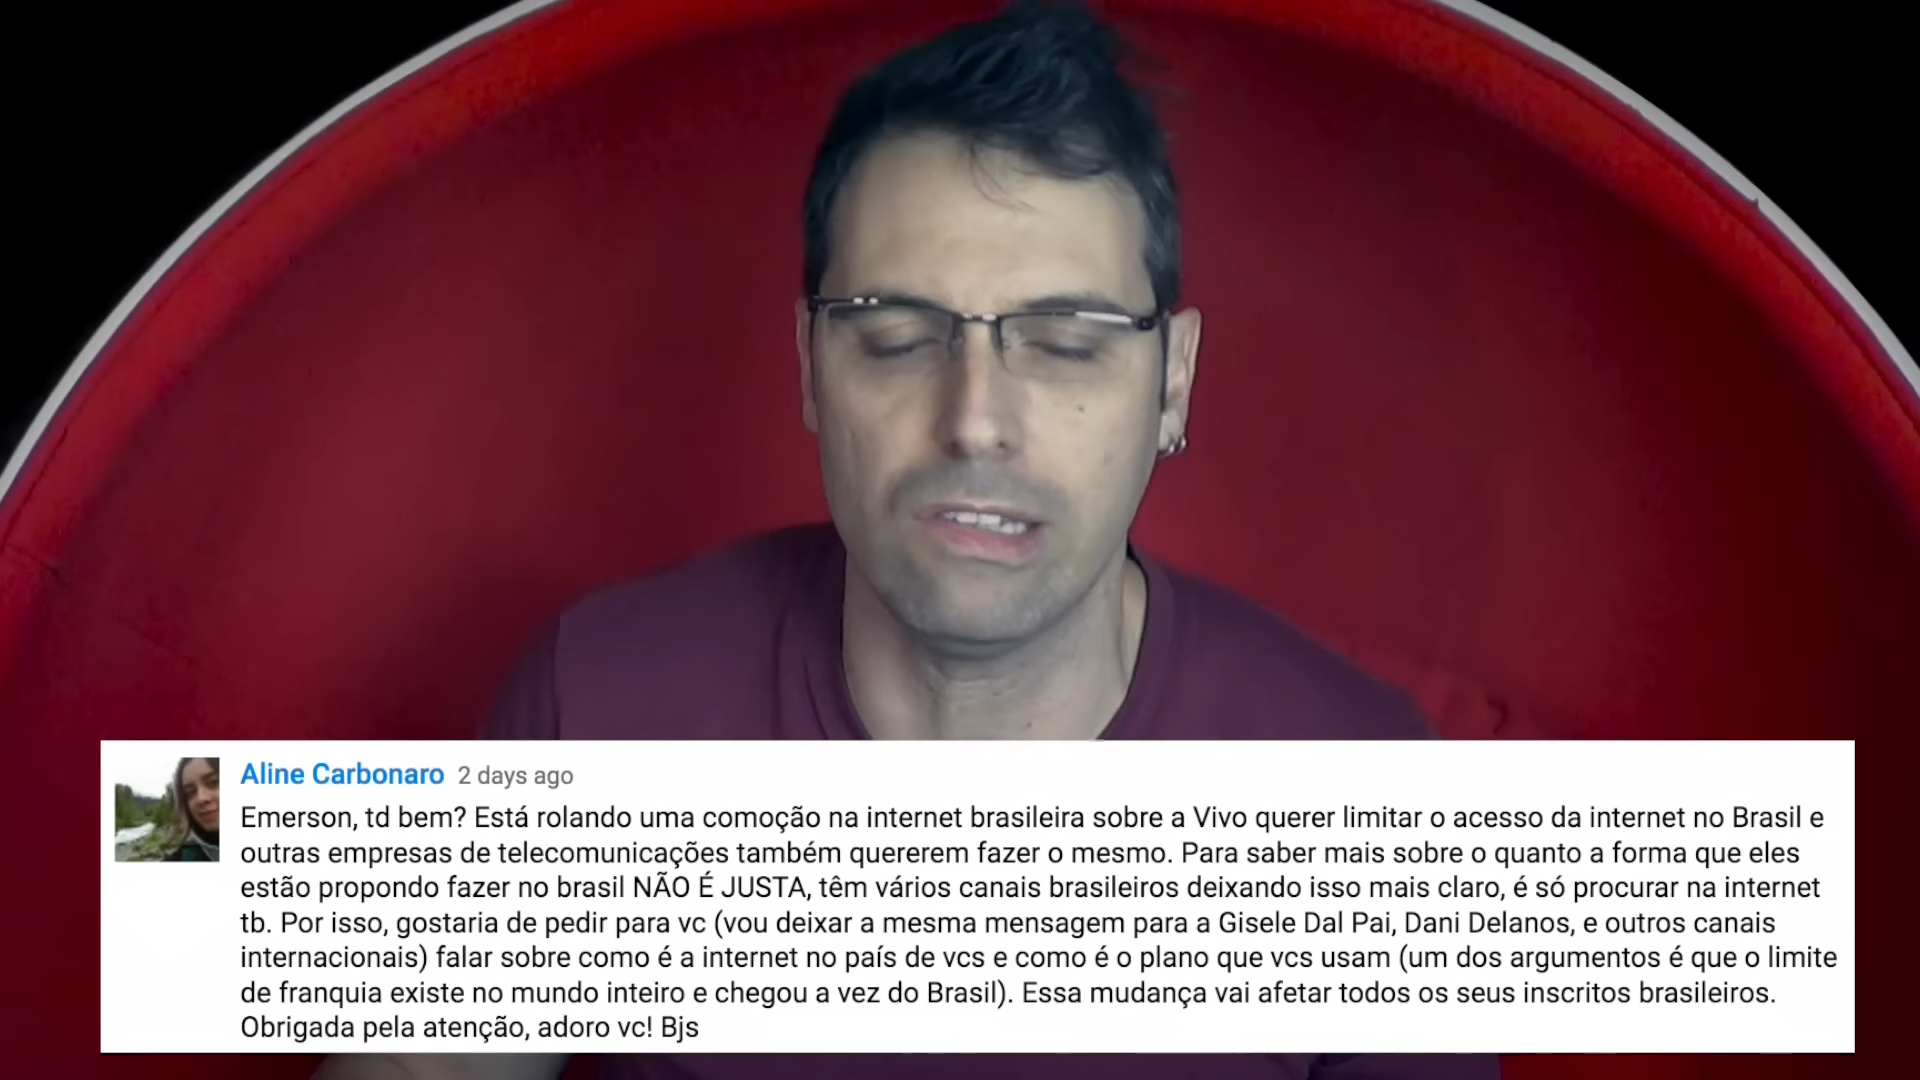 Aline Carbonaro 2 days ago
Emerson, td bem? Está rolando uma comoção na internet brasileira sobre a Vivo querer limitar o acesso da internet no Brasil e
outras empresas de telecomunicações também quererem fazer o mesmo. Para saber mais sobre o quanto a forma que eles
estão propondo fazer no brasil NÃO É JUSTA, têm vários canais brasileiros deixando isso mais claro, é só procurar na internet
tb. Por isso, gostaria de pedir para vc (vou deixar a mesma mensagem para a Gisele Dal Pai, Dani Delanos, e outros canais
internacionais) falar sobre como é a internet no país de vcs e como é o plano que vcs usam (um dos argumentos é que o limite
de franquia existe no mundo inteiro e chegou a vez do Brasil). Essa mudança vai afetar todos os seus inscritos brasileiros.
Obrigada pela atenção, adoro vc! Bjs